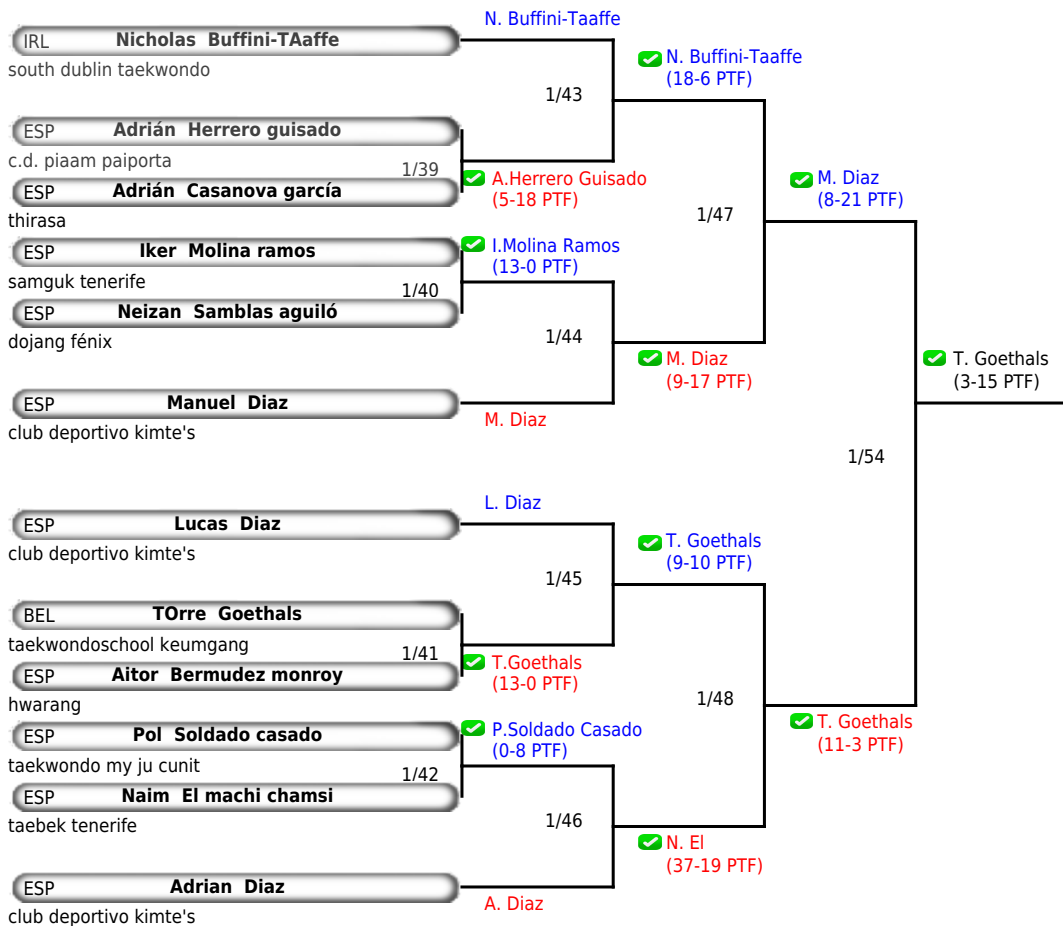 N. Buffini-Taaffe
IRL Nicholas Buffini-TAaffe
south dublin taekwondo
N. Buffini-Taaffe
(18-6 PTF)
1/43
ESP Adrián Herrero guisado
c.d. piaam paiporta
1/39
A.Herrero Guisado
(5-18 PTF)
ESP Adrián Casanova garcía
thirasa
M. Diaz
(8-21 PTF)
1/47
ESP Iker Molina ramos
samguk tenerife
I.Molina Ramos
(13-0 PTF)
1/40
ESP Neizan Samblas aguiló
dojang fénix
1/44
M. Diaz
(9-17 PTF)
T. Goethals
(3-15 PTF)
ESP Manuel Diaz
club deportivo kimte's
M. Diaz
1/54
L. Diaz
ESP Lucas Diaz
club deportivo kimte's
T. Goethals
(9-10 PTF)
1/45
BEL TOrre Goethals
taekwondoschool keumgang
1/41
T.Goethals
(13-0 PTF)
ESP Aitor Bermudez monroy
hwarang
1/48
T. Goethals
(11-3 PTF)
ESP Pol Soldado casado
taekwondo my ju cunit
P.Soldado Casado
(0-8 PTF)
1/42
ESP Naim El machi chamsi
taebek tenerife
1/46
N. El
(37-19 PTF)
ESP Adrian Diaz
club deportivo kimte's
A. Diaz